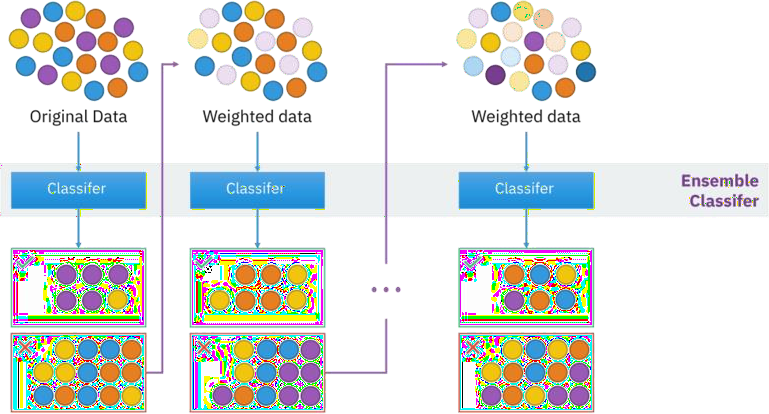 Original Data
Weighted data
Weighted data
Classifer
Classifer
Classifer
Ensemble
Classifer